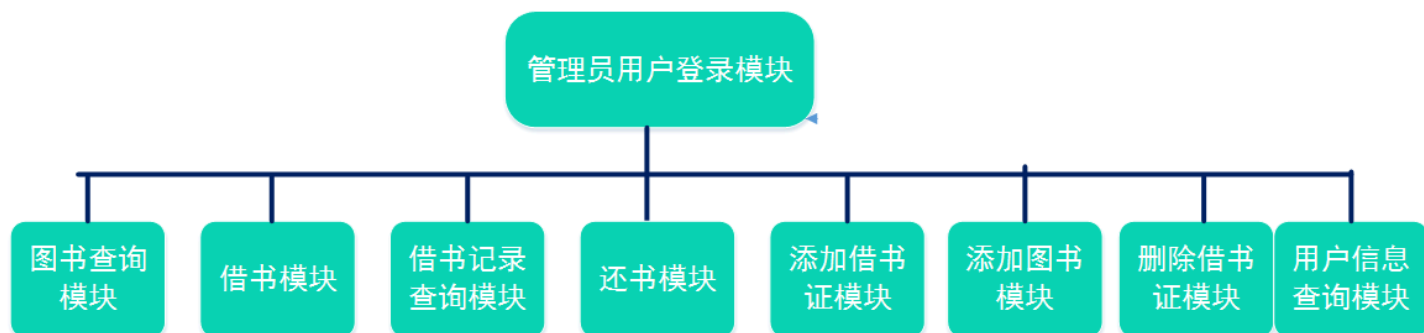 管理员用户登录模块
图书查询
模块
借书模块
借书记录
查询模块
还书模块
添加借书
证模块
添加图书
模块
删除借书
证模块
用户信息
查询模块